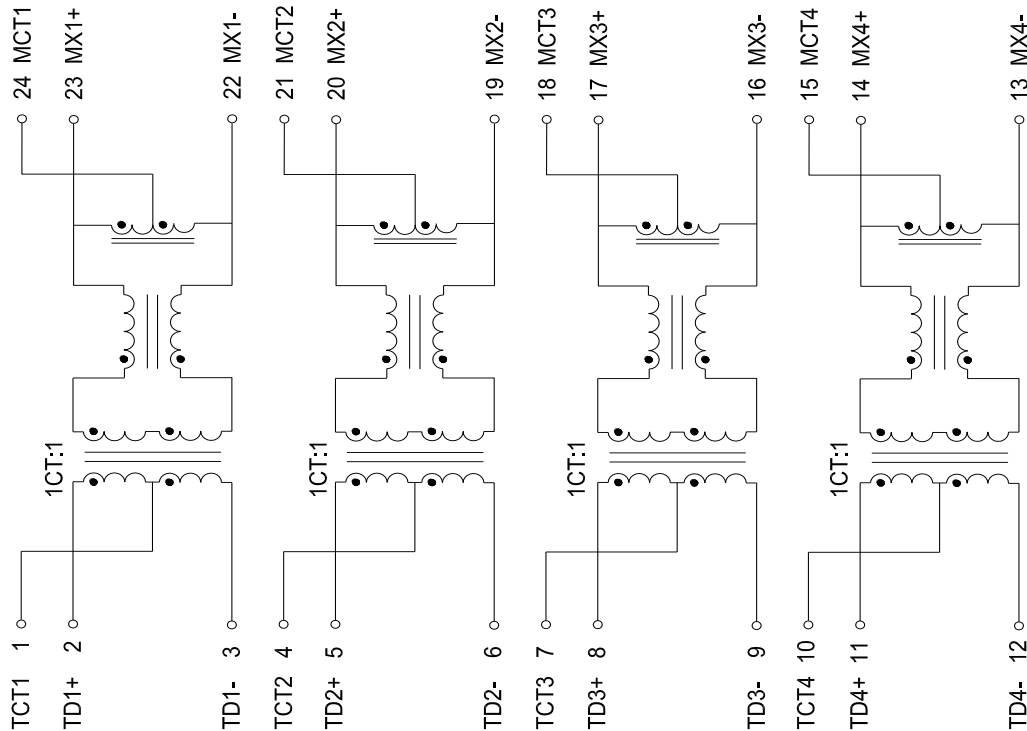 24 MCT1
23 MX1+
22 MX1-
21 MCT2
20 MX2+
19 MX2-
18 MCT3
17 MX3+
16 MX3-
15 MCT4
14 MX4+
13 MX4-
1CT:1
1CT:1
1CT:1
1CT:1
TCT1 1
TD1+ 2
TD1- 3
TCT2 4
TD2+ 5
TD2- 6
TCT3 7
TD3+ 8
TD3- 9
TCT4 10
TD4+ 11
TD4- 12